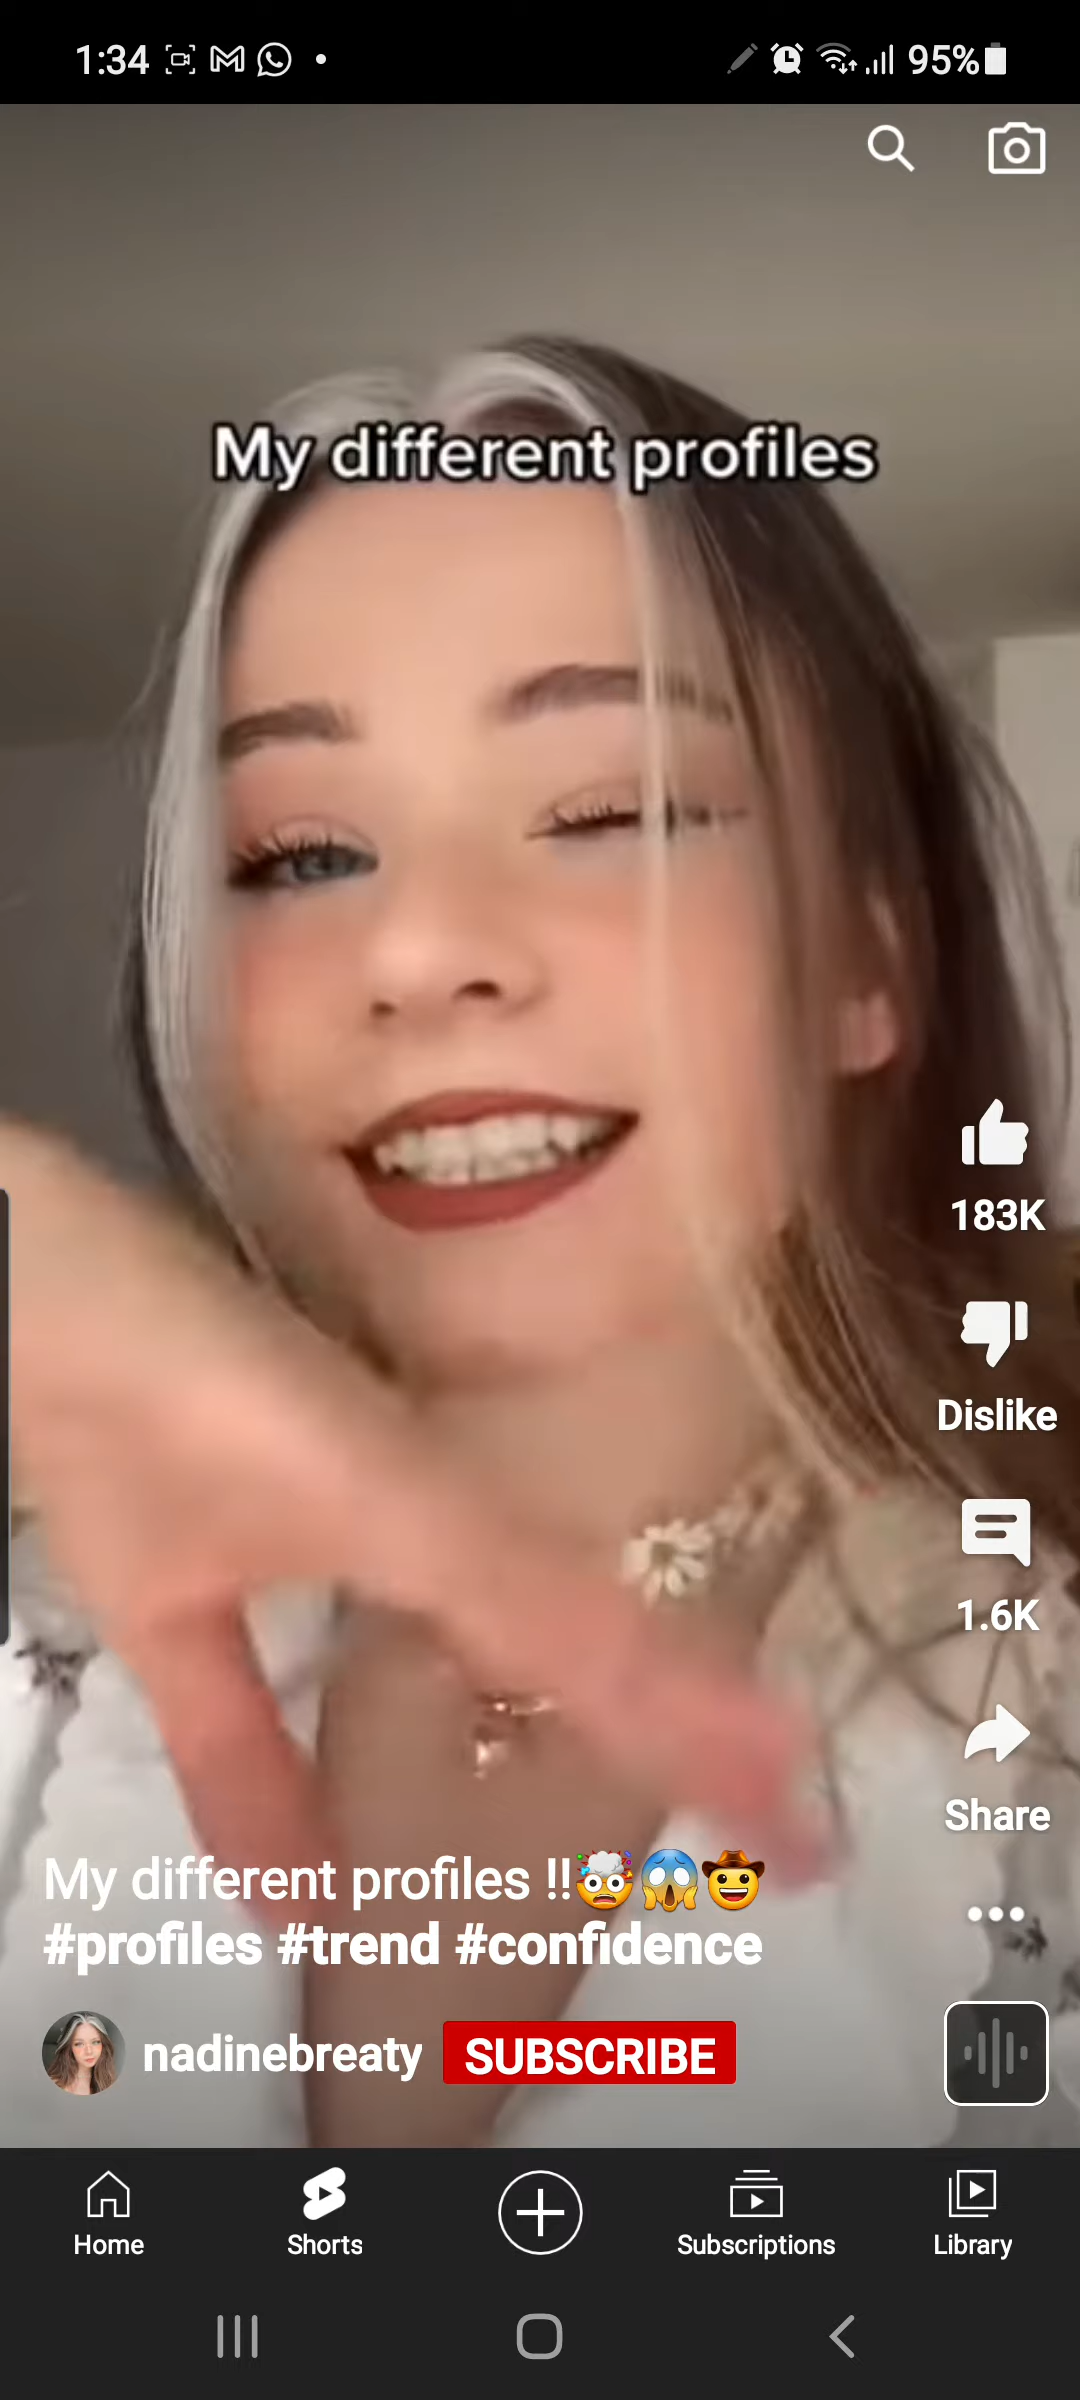 1:34 95%
My different profiles
183K
Dislike
1.6K
Share
My different profiles !!🤯😱🤠
#profiles #trend #confidence
nadinebreaty SUBSCRIBE
Home Shorts Subscriptions Library